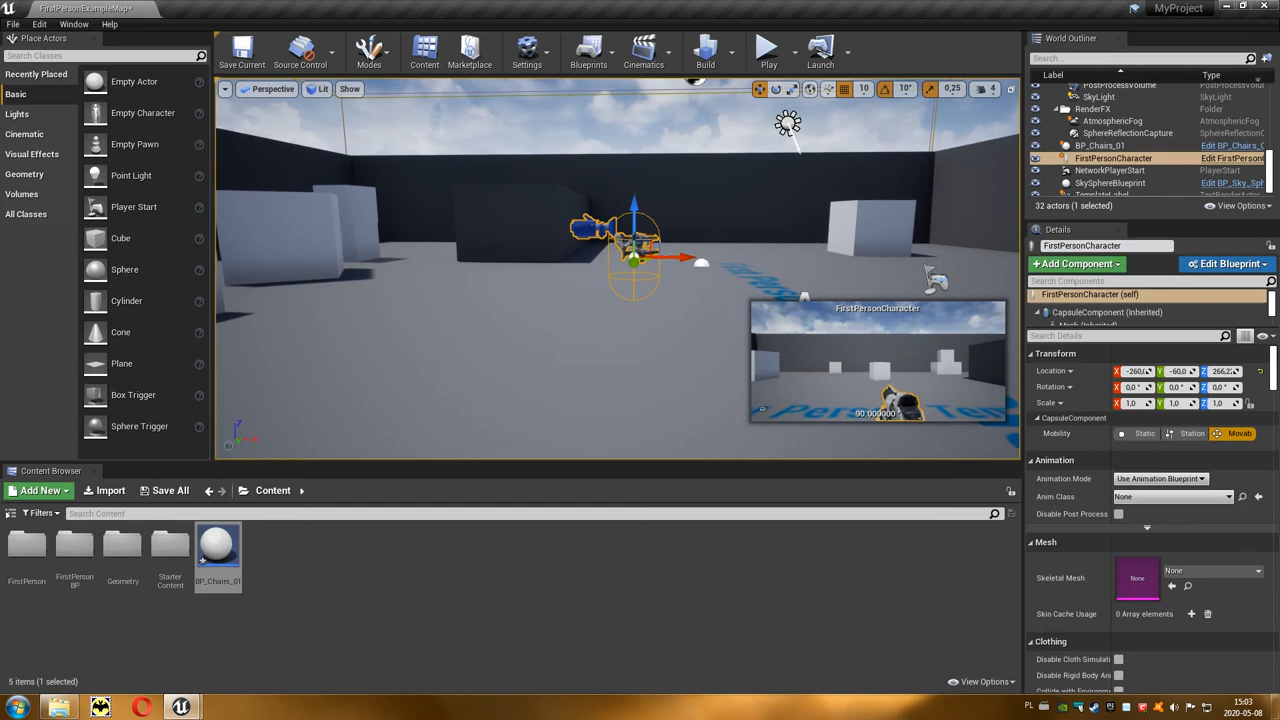 FirstPersonExampleMap*
MyProject
File Edit Window Help
Place Actors
Search Classes
Recently Placed
Basic
Lights
Cinematic
Visual Effects
Geometry
Volumes
All Classes
Empty Actor
Empty Character
Empty Pawn
Point Light
Player Start
Cube
Sphere
Cylinder
Cone
Plane
Box Trigger
Sphere Trigger
Save Current
Source Control
Modes
Content
Marketplace
Settings
Blueprints
Cinematics
Build
Play
Launch
Perspective Lit Show
10 10° 0,25 4
FirstPersonCharacter
90.000000
Z
World Outliner
Search...
Label Type
PostProcessVolume PostProcessV
SkyLight SkyLight
RenderFX Folder
AtmosphericFog AtmosphericFog
SphereReflectionCapture SphereReflectionC
BP_Chairs_01 Edit BP_Chairs_0
FirstPersonCharacter Edit FirstPerson
NetworkPlayerStart PlayerStart
SkySphereBlueprint Edit BP_Sky_Sph
32 actors (1 selected) View Options
Details
FirstPersonCharacter
+ Add Component Edit Blueprint
Search Components
FirstPersonCharacter (self)
CapsuleComponent (Inherited)
Search Details
Transform
Location X -260,( Y -60,0 Z 266,22
Rotation X 0,0 ° Y 0,0 ° Z 0,0 °
Scale X 1,0 Y 1,0 Z 1,0
CapsuleComponent
Mobility Static Station Movab
Animation
Animation Mode Use Animation Blueprint
Anim Class None
Disable Post Process
Mesh
Skeletal Mesh None None
Skin Cache Usage 0 Array elements
Clothing
Disable Cloth Simulati
Disable Rigid Body Ani
Collide with Environme
Content Browser
Add New Import Save All Content
Filters Search Content
FirstPerson
FirstPerson BP
Geometry
Starter Content
BP_Chairs_01
5 items (1 selected) View Options
PL
15:03
2020-05-08